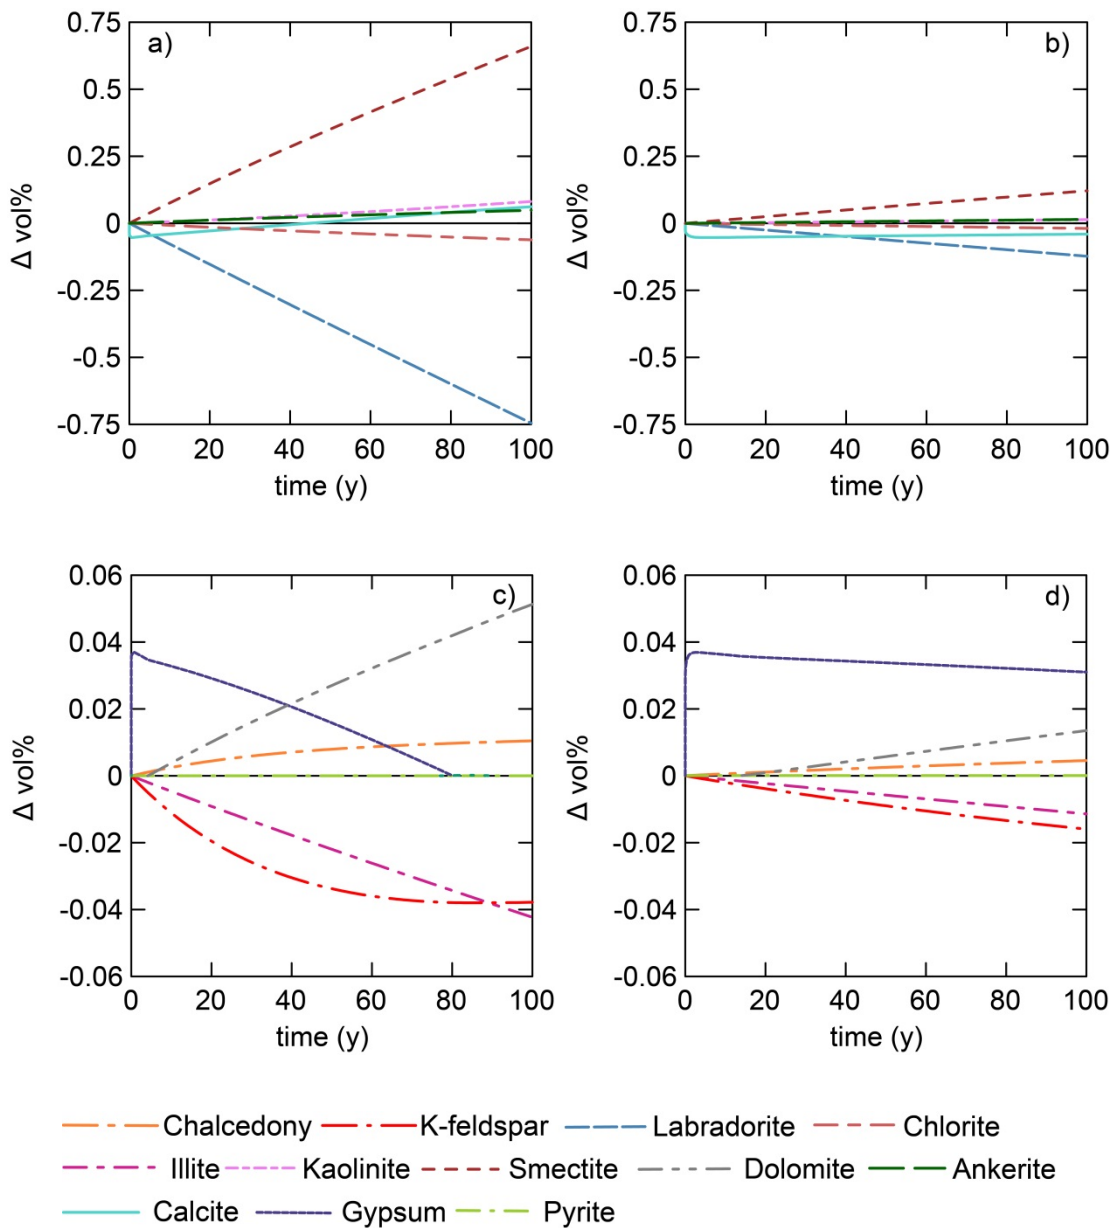 a)
b)
0.75
0.5
0.25
0
-0.25
-0.5
-0.75
Δ vol%
0 20 40 60 80 100
time (y)
0.75
0.5
0.25
0
-0.25
-0.5
-0.75
Δ vol%
0 20 40 60 80 100
time (y)
c)
d)
0.06
0.04
0.02
0
-0.02
-0.04
-0.06
Δ vol%
0 20 40 60 80 100
time (y)
0.06
0.04
0.02
0
-0.02
-0.04
-0.06
Δ vol%
0 20 40 60 80 100
time (y)
Chalcedony K-feldspar Labradorite Chlorite
Illite Kaolinite Smectite Dolomite Ankerite
Calcite Gypsum Pyrite